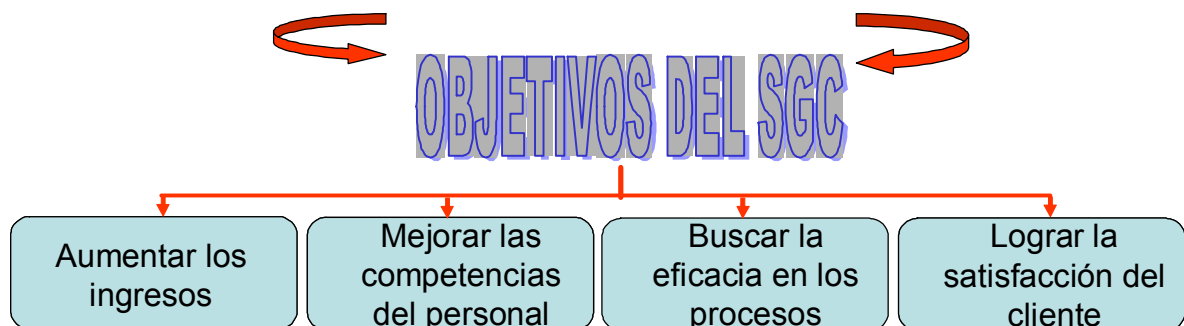 OBJETIVOS DEL SGC
Aumentar los
ingresos
Mejorar las
competencias
del personal
Buscar la
eficacia en los
procesos
Lograr la
satisfacción del
cliente